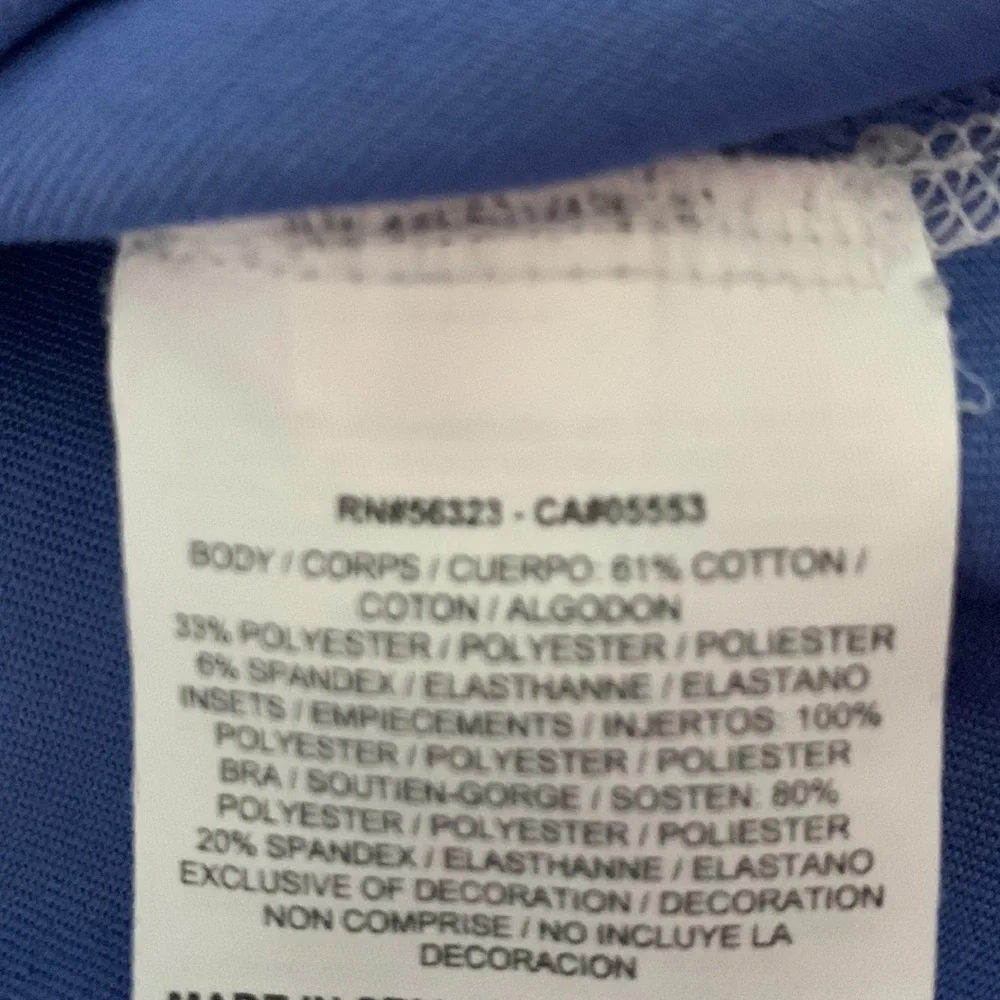 RN#56323 - CA#05553
BODY / CORPS / CUERPO: 61% COTTON /
COTON / ALGODON
33% POLYESTER / POLYESTER / POLIESTER
6% SPANDEX / ELASTHANNE / ELASTANO
INSETS / EMPIECEMENTS / INJERTOS: 100%
POLYESTER / POLYESTER / POLIESTER
BRA / SOUTIEN-GORGE / SOSTEN: 80%
POLYESTER / POLYESTER / POLIESTER
20% SPANDEX / ELASTHANNE / ELASTANO
EXCLUSIVE OF DECORATION / DECORATION
NON COMPRISE / NO INCLUYE LA
DECORACION
MADE IN